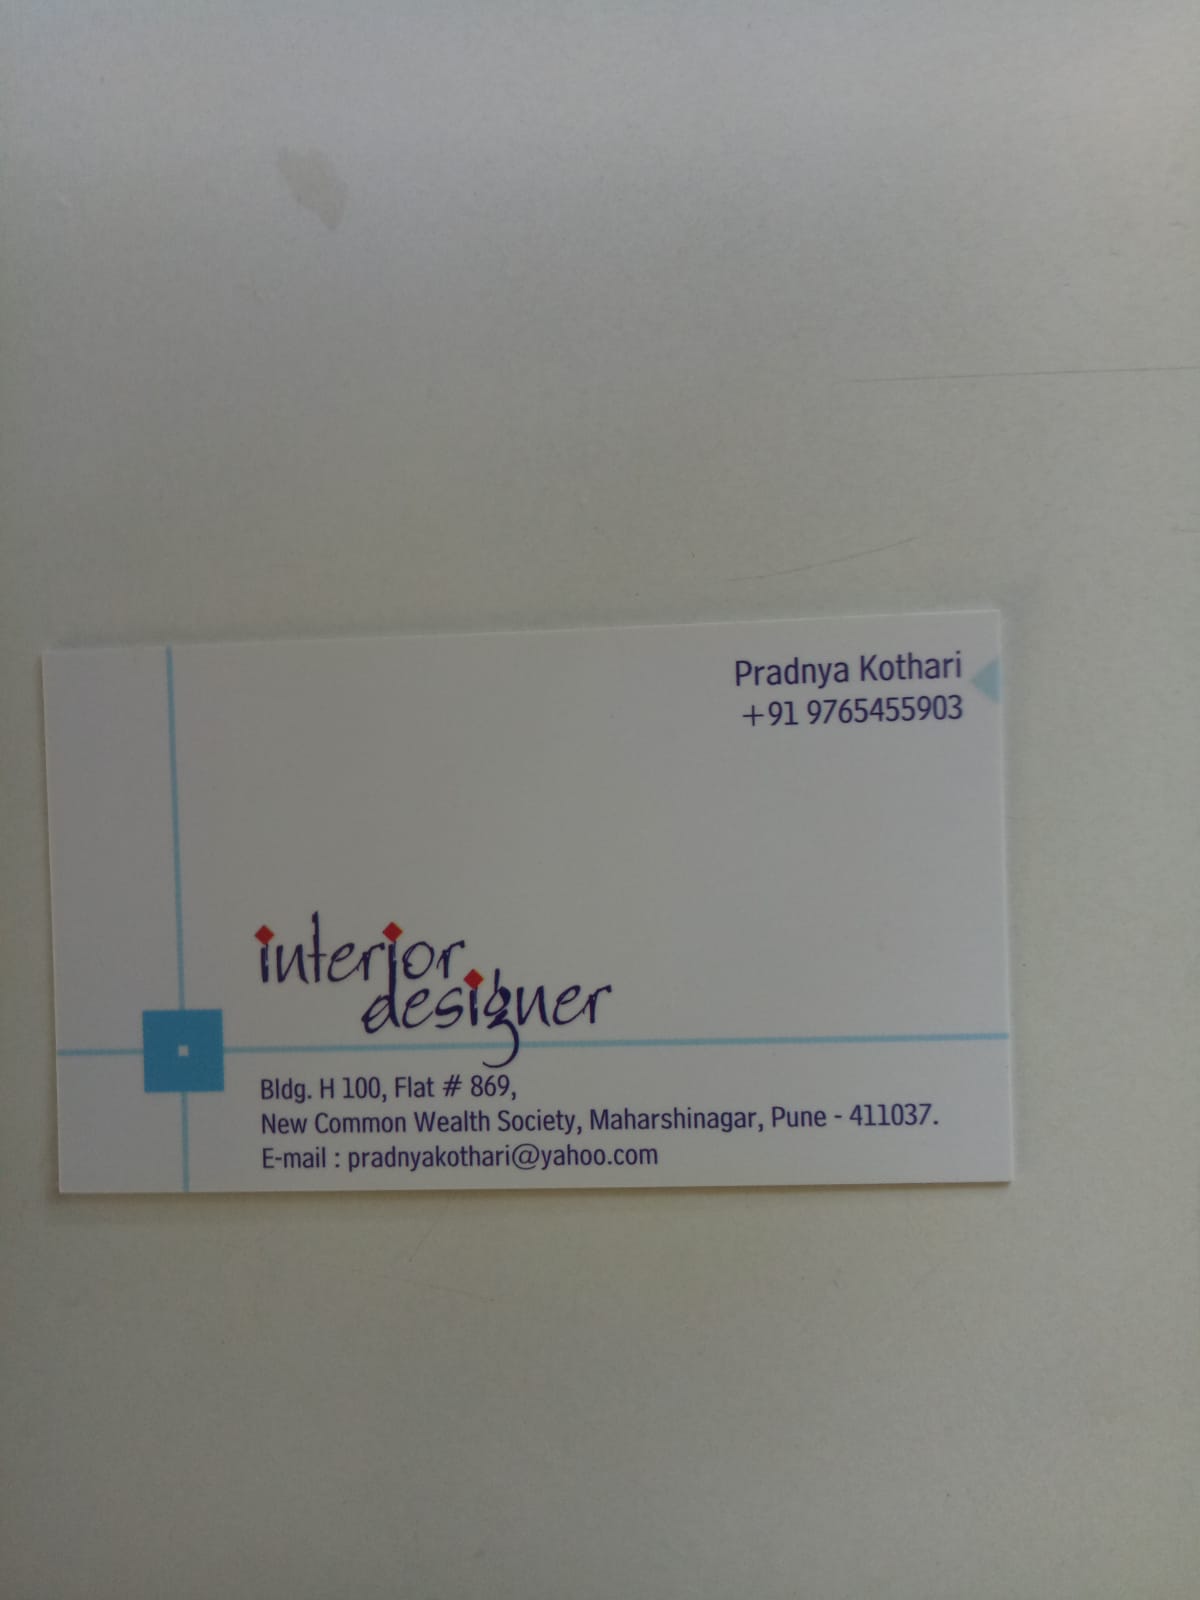 Pradnya Kothari
+91 9765455903
interior
designer
Bldg. H 100, Flat # 869,
New Common Wealth Society, Maharshinagar, Pune - 411037.
E-mail : pradnyakothari@yahoo.com